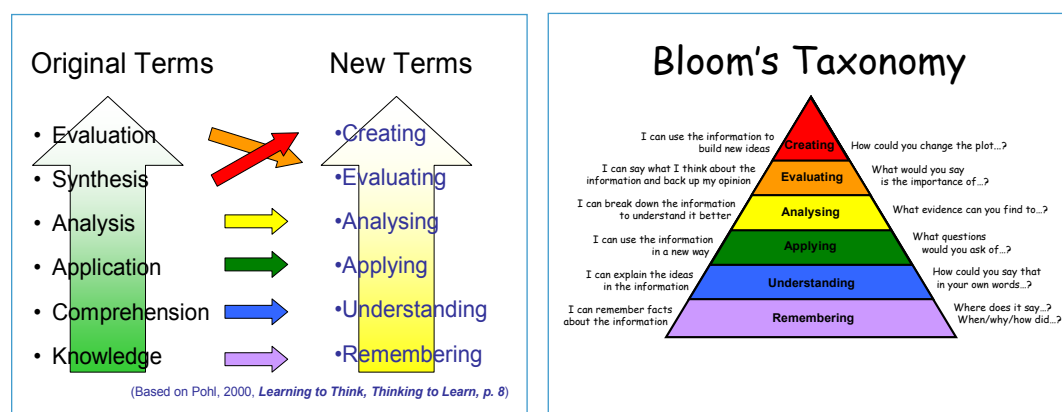 Original Terms
New Terms
• Evaluation
• Synthesis
• Analysis
• Application
• Comprehension
• Knowledge
•Creating
•Evaluating
•Analysing
•Applying
•Understanding
•Remembering
(Based on Pohl, 2000, Learning to Think, Thinking to Learn, p. 8)
Bloom's Taxonomy
I can use the information to
build new ideas
Creating
How could you change the plot…?
I can say what I think about the
information and back up my opinion
Evaluating
What would you say
is the importance of…?
I can break down the information
to understand it better
Analysing
What evidence can you find to…?
I can use the information
in a new way
Applying
What questions
would you ask of…?
I can explain the ideas
in the information
Understanding
How could you say that
in your own words…?
I can remember facts
about the information
Remembering
Where does it say…?
When/why/how did…?